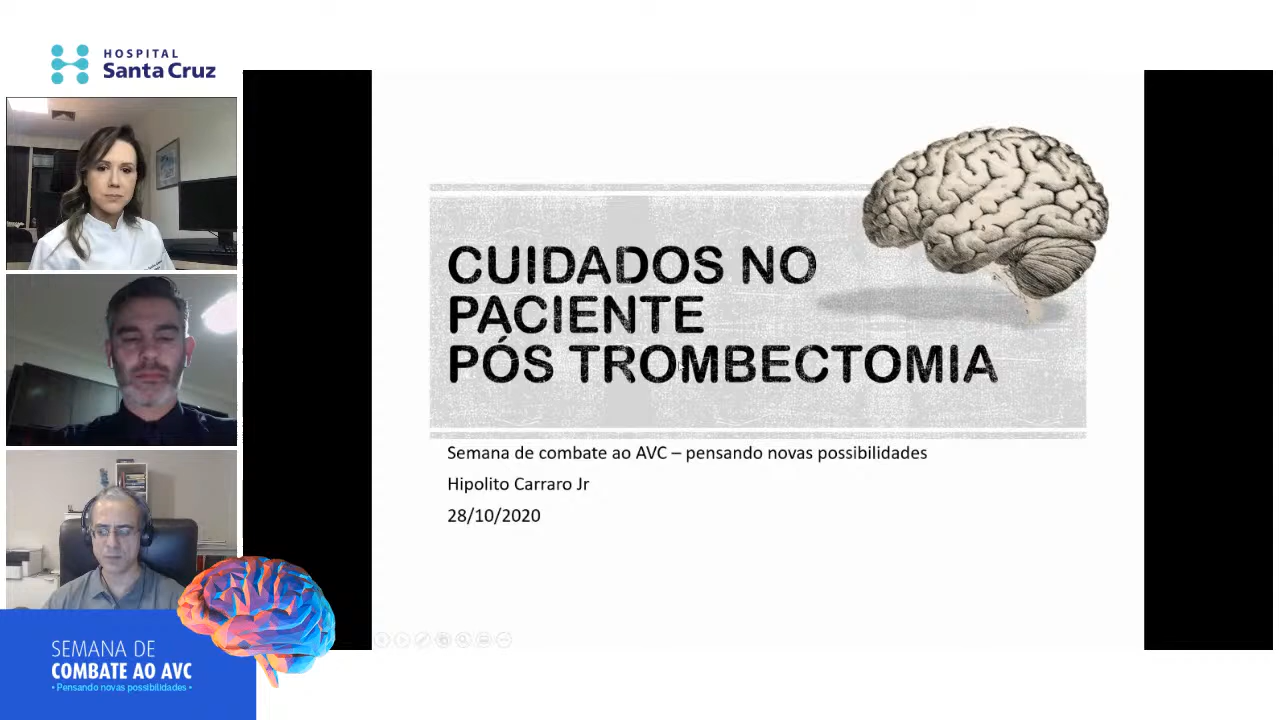 HOSPITAL
Santa Cruz
CUIDADOS NO
PACIENTE
PÓS TROMBECTOMIA
Semana de combate ao AVC – pensando novas possibilidades
Hipolito Carraro Jr
28/10/2020
SEMANA DE
COMBATE AO AVC
• Pensando novas possibilidades •